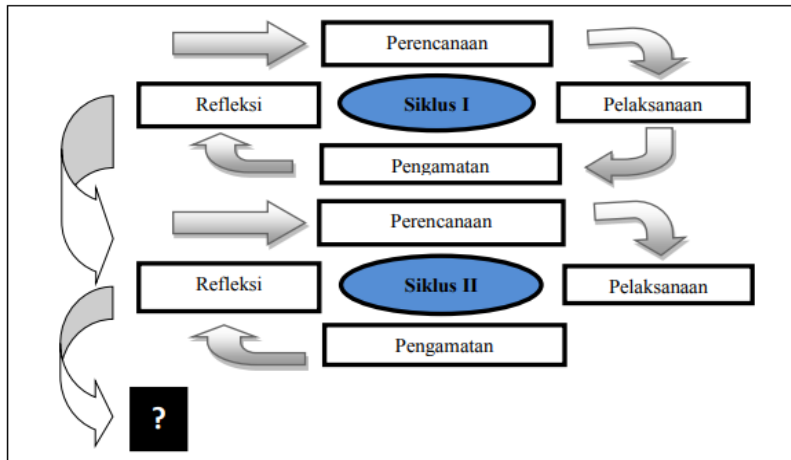 Perencanaan
Refleksi
Siklus I
Pelaksanaan
Pengamatan
Perencanaan
Refleksi
Siklus II
Pelaksanaan
Pengamatan
?